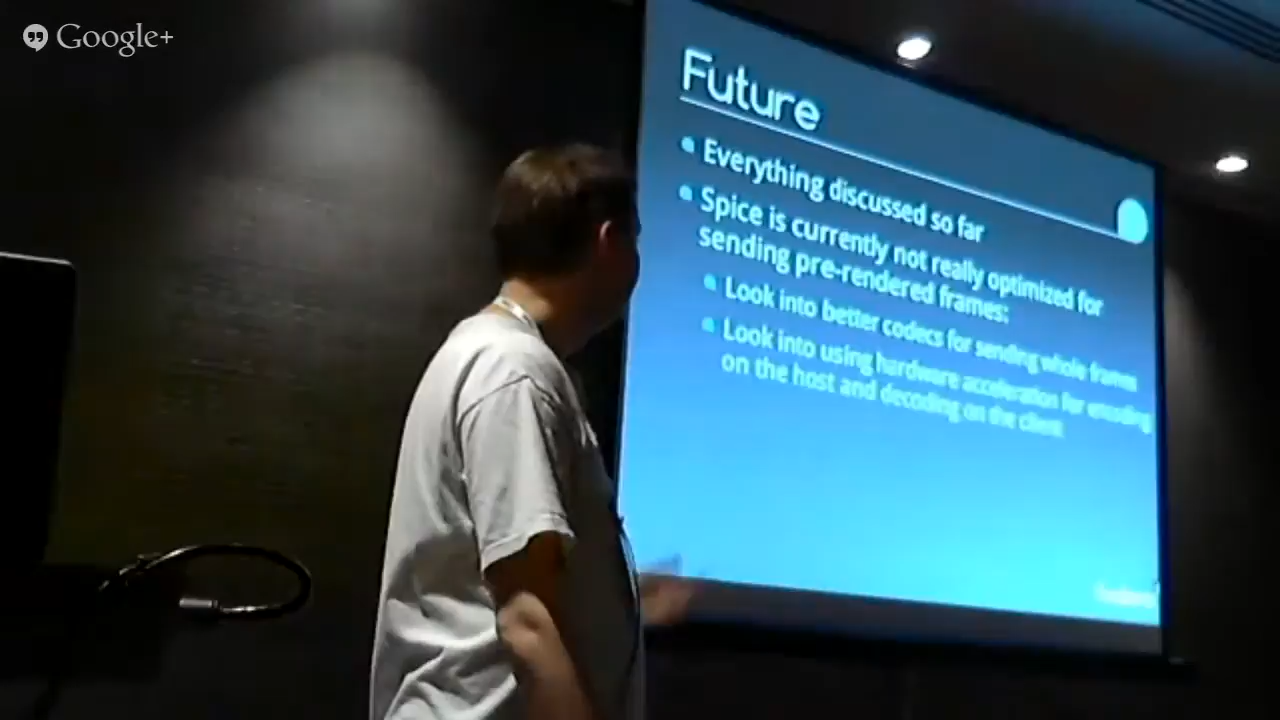 Google+
Future
Everything discussed so far
Spice is currently not really optimized for
sending pre-rendered frames:
Look into better codecs for sending whole frames
Look into using hardware acceleration for encoding
on the host and decoding on the client